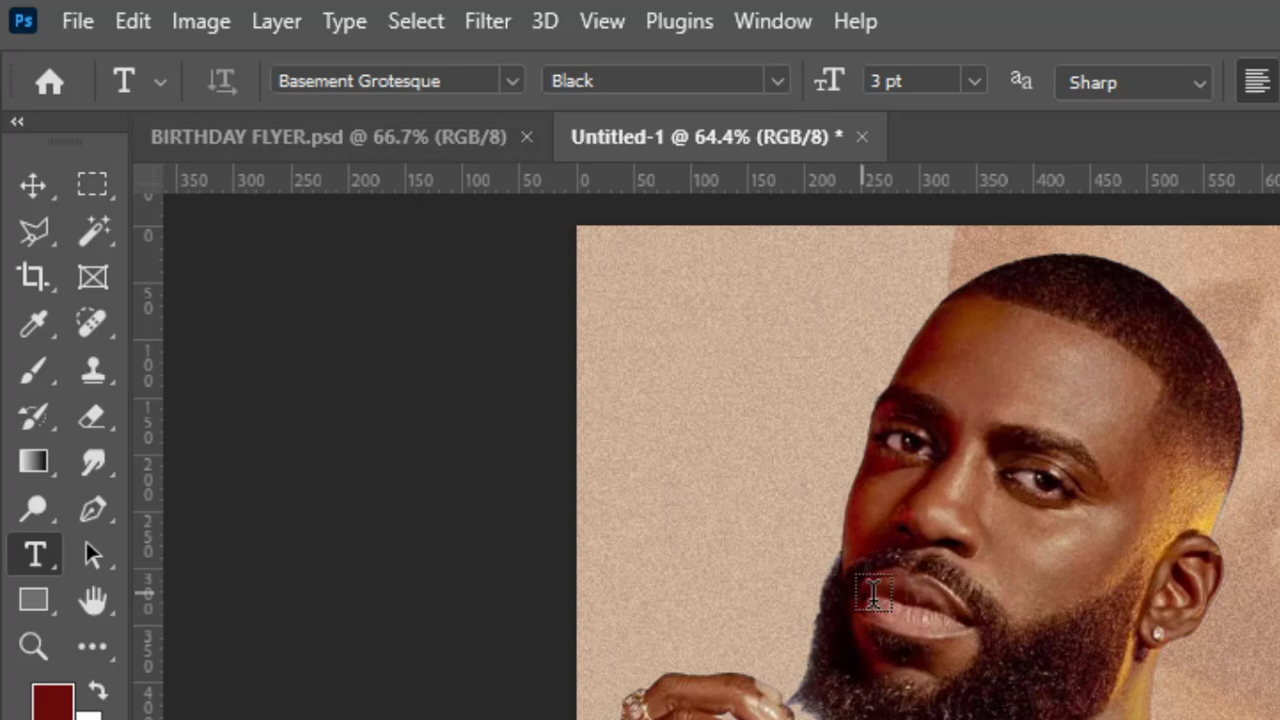 Ps File Edit Image Layer Type Select Filter 3D View Plugins Window Help
T Basement Grotesque Black 3 pt Sharp
BIRTHDAY FLYER.psd @ 66.7% (RGB/8) × Untitled-1 @ 64.4% (RGB/8) * ×
350 300 250 200 150 100 50 0 50 100 150 200 250 300 350 400 450 500 550
0
50
100
150
200
250
300
350